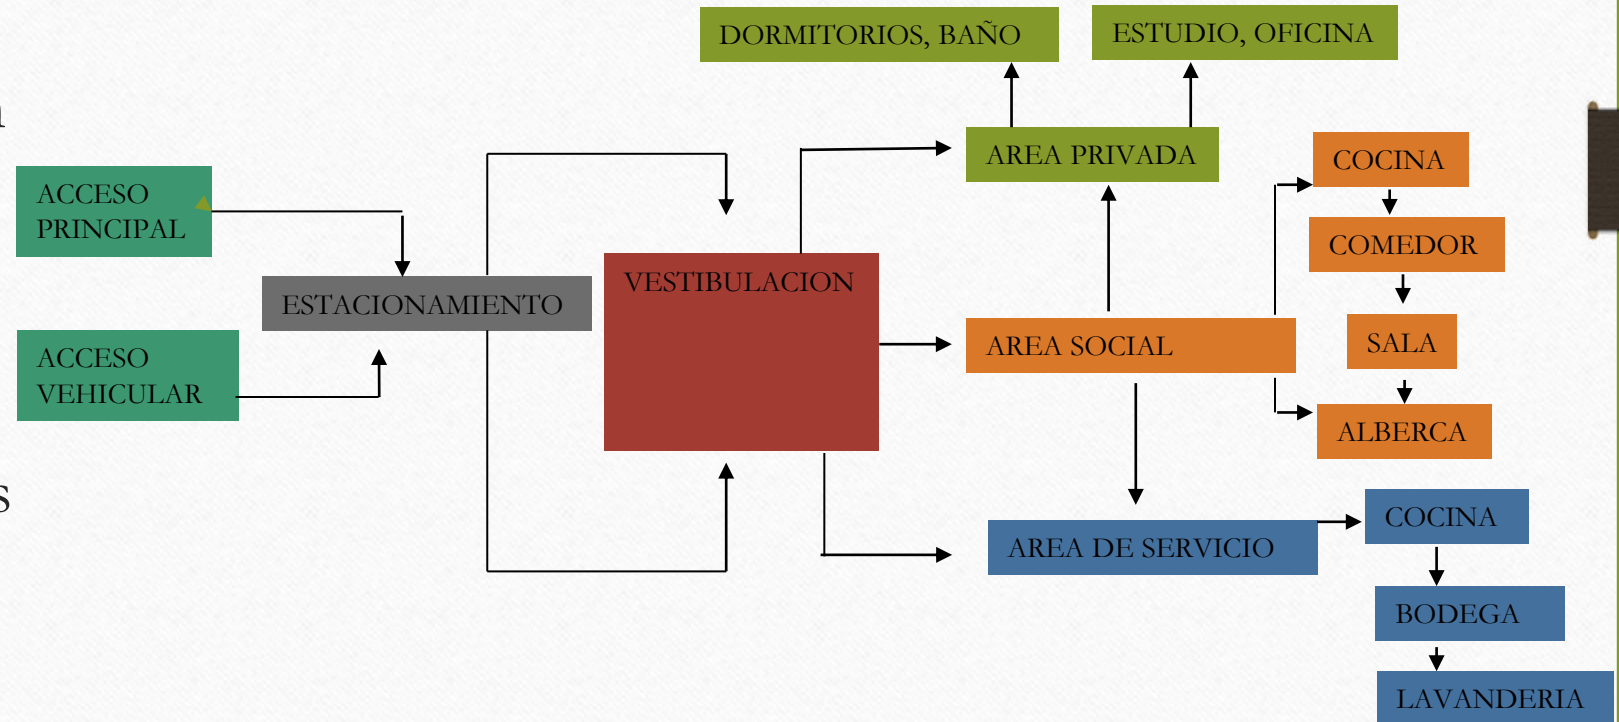 DORMITORIOS, BAÑO
ESTUDIO, OFICINA
AREA PRIVADA
COCINA
ACCESO
PRINCIPAL
COMEDOR
VESTIBULACION
ESTACIONAMIENTO
AREA SOCIAL
SALA
ACCESO
VEHICULAR
ALBERCA
s
COCINA
AREA DE SERVICIO
BODEGA
LAVANDERIA